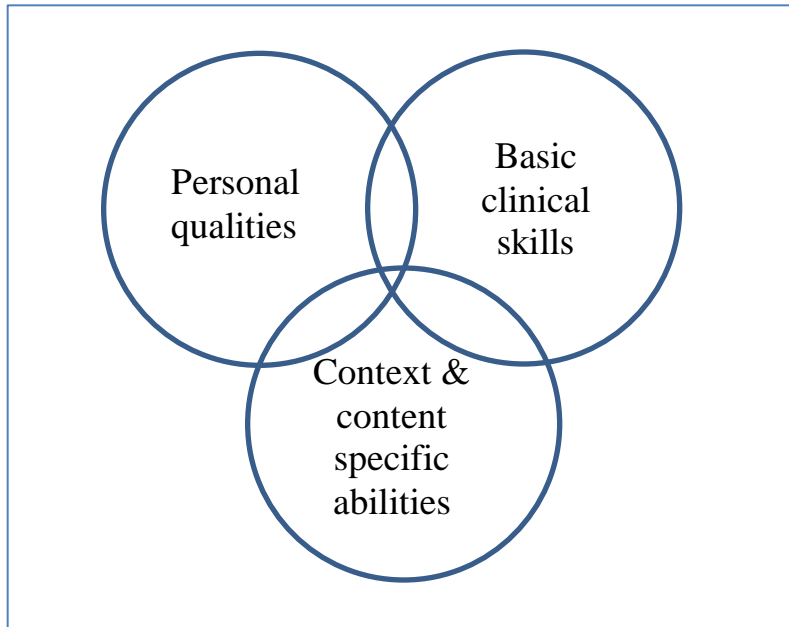 Personal
qualities
Basic
clinical
skills
Context &
content
specific
abilities